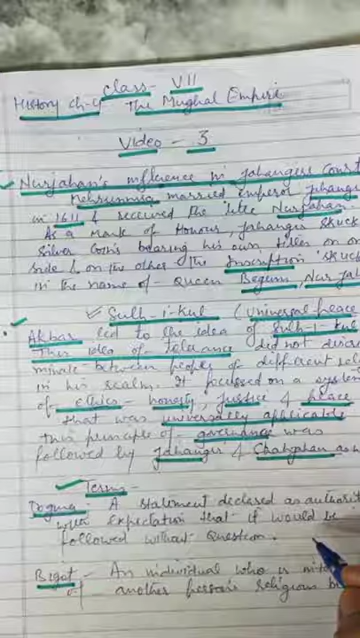 Class- VII
History ch-4- The Mughal Empire
Video - 3
Nurjahan's influence in Jahangirs Court
Mehrunnisa married Emperor Jahangir
in 1611 & received the title Nurjahan
As a mark of Honour, Jahangir struck
Silver Coins bearing his own titles on on
side & on the other the Inscription struck
in the name of - Queen Begum, Nur Jah
Sulh-i-kul (Universal peace
Akbar led to the idea of Sulh-i-kul
This idea of tolerance did not discri
minate between people of different rel
in his realm. It focused on a system
of - ethics - honesty, justice & peace
that was universally applicable
this principle of - governance was
followed by Jahangir & Shahjahan as w
Terms-
Dogma - A statement declared as authorit
with expectation that it would be
followed without question.
Bigot - An individual who is into
of another person's religious b